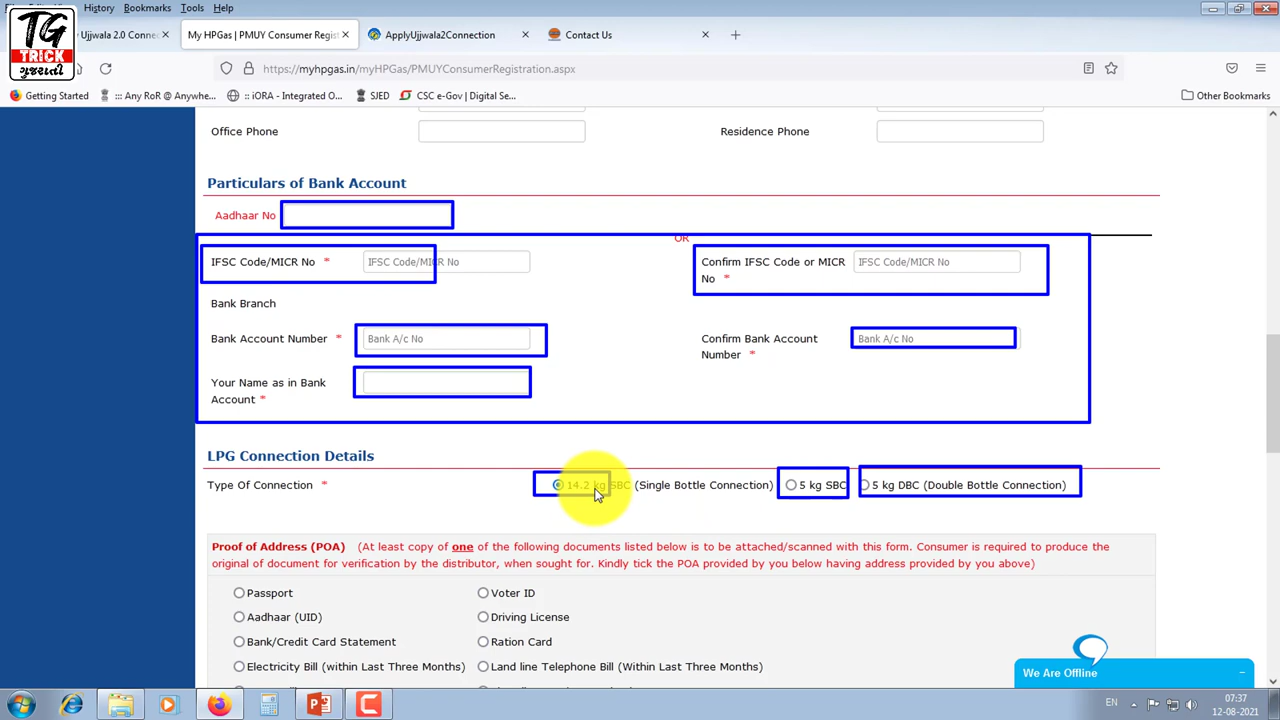 History Bookmarks Tools Help
TG
TRICK
ગુજરાતી
Ujjwala 2.0 Conne
My HPGas | PMUY Consumer Regist
ApplyUjjwala2Connection
Contact Us
https://myhpgas.in/myHPGas/PMUYConsumerRegistration.aspx
Getting Started
::: Any RoR @ Anywhe...
:: iORA - Integrated O...
SJED
CSC e-Gov | Digital Se...
Other Bookmarks
Office Phone
Residence Phone
Particulars of Bank Account
Aadhaar No
OR
IFSC Code/MICR No * IFSC Code/MICR No
Confirm IFSC Code or MICR IFSC Code/MICR No
No *
Bank Branch
Bank Account Number * Bank A/c No
Confirm Bank Account Bank A/c No
Number *
Your Name as in Bank
Account *
LPG Connection Details
Type Of Connection * 14.2 kg SBC (Single Bottle Connection) 5 kg SBC 5 kg DBC (Double Bottle Connection)
Proof of Address (POA) (At least copy of one of the following documents listed below is to be attached/scanned with this form. Consumer is required to produce the
original of document for verification by the distributor, when sought for. Kindly tick the POA provided by you below having address provided by you above)
Passport Voter ID
Aadhaar (UID) Driving License
Bank/Credit Card Statement Ration Card
Electricity Bill (within Last Three Months) Land line Telephone Bill (Within Last Three Months)
We Are Offline
EN
07:37
12-08-2021